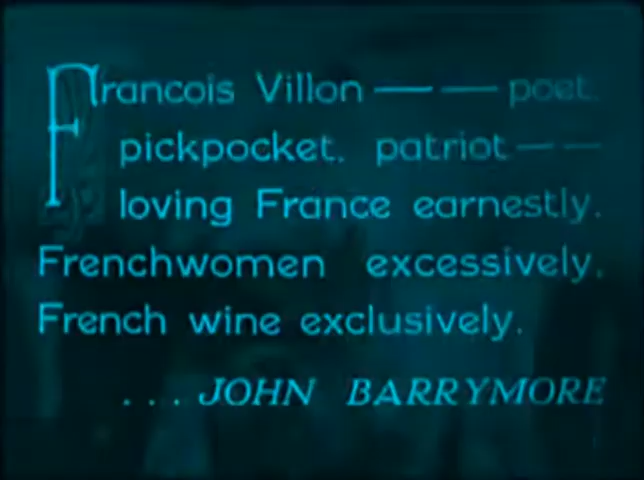 Francois Villon — — poet.
pickpocket. patriot — —
loving France earnestly.
Frenchwomen excessively.
French wine exclusively.
...JOHN BARRYMORE